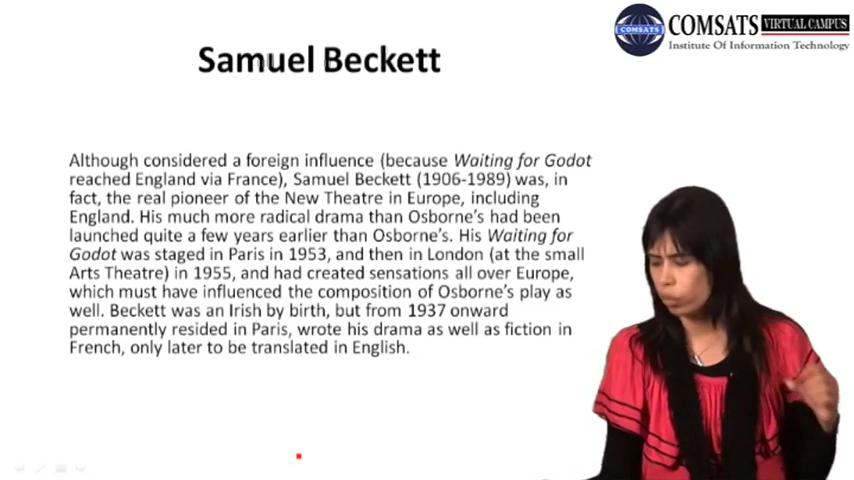 COMSATS
COMSATS VIRTUAL CAMPUS
Institute Of Information Technology
Samuel Beckett
Although considered a foreign influence (because Waiting for Godot
reached England via France), Samuel Beckett (1906-1989) was, in
fact, the real pioneer of the New Theatre in Europe, including
England. His much more radical drama than Osborne's had been
launched quite a few years earlier than Osborne's. His Waiting for
Godot was staged in Paris in 1953, and then in London (at the small
Arts Theatre) in 1955, and had created sensations all over Europe,
which must have influenced the composition of Osborne's play as
well. Beckett was an Irish by birth, but from 1937 onward
permanently resided in Paris, wrote his drama as well as fiction in
French, only later to be translated in English.